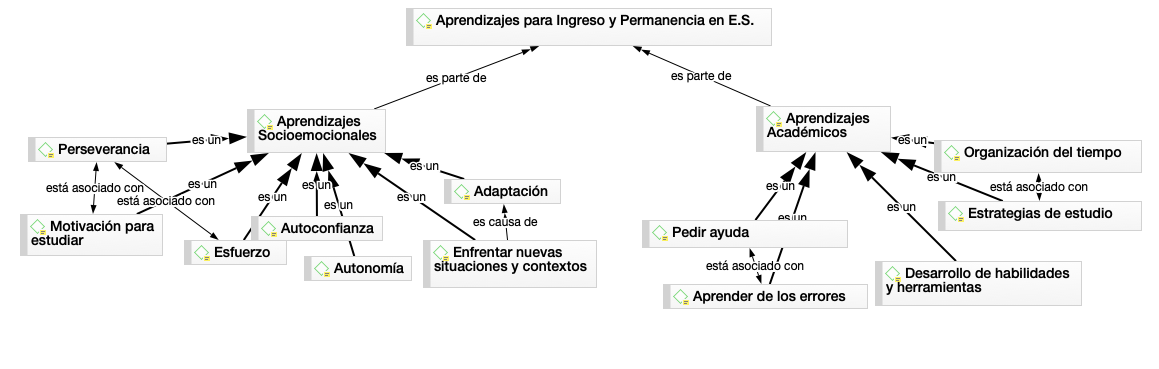 Aprendizajes para Ingreso y Permanencia en E.S.
es parte de
es parte de
Aprendizajes
Socioemocionales
Aprendizajes
Académicos
Perseverancia
es un
es un
Organización del tiempo
está asociado con
está asociado con
es un
es un
es un
es un
es un
es un
Adaptación
es un
es un
es un
está asociado con
Estrategias de estudio
Motivación para
estudiar
Esfuerzo
Autoconfianza
es causa de
Autonomía
Enfrentar nuevas
situaciones y contextos
es un
Pedir ayuda
está asociado con
Aprender de los errores
es un
Desarrollo de habilidades
y herramientas